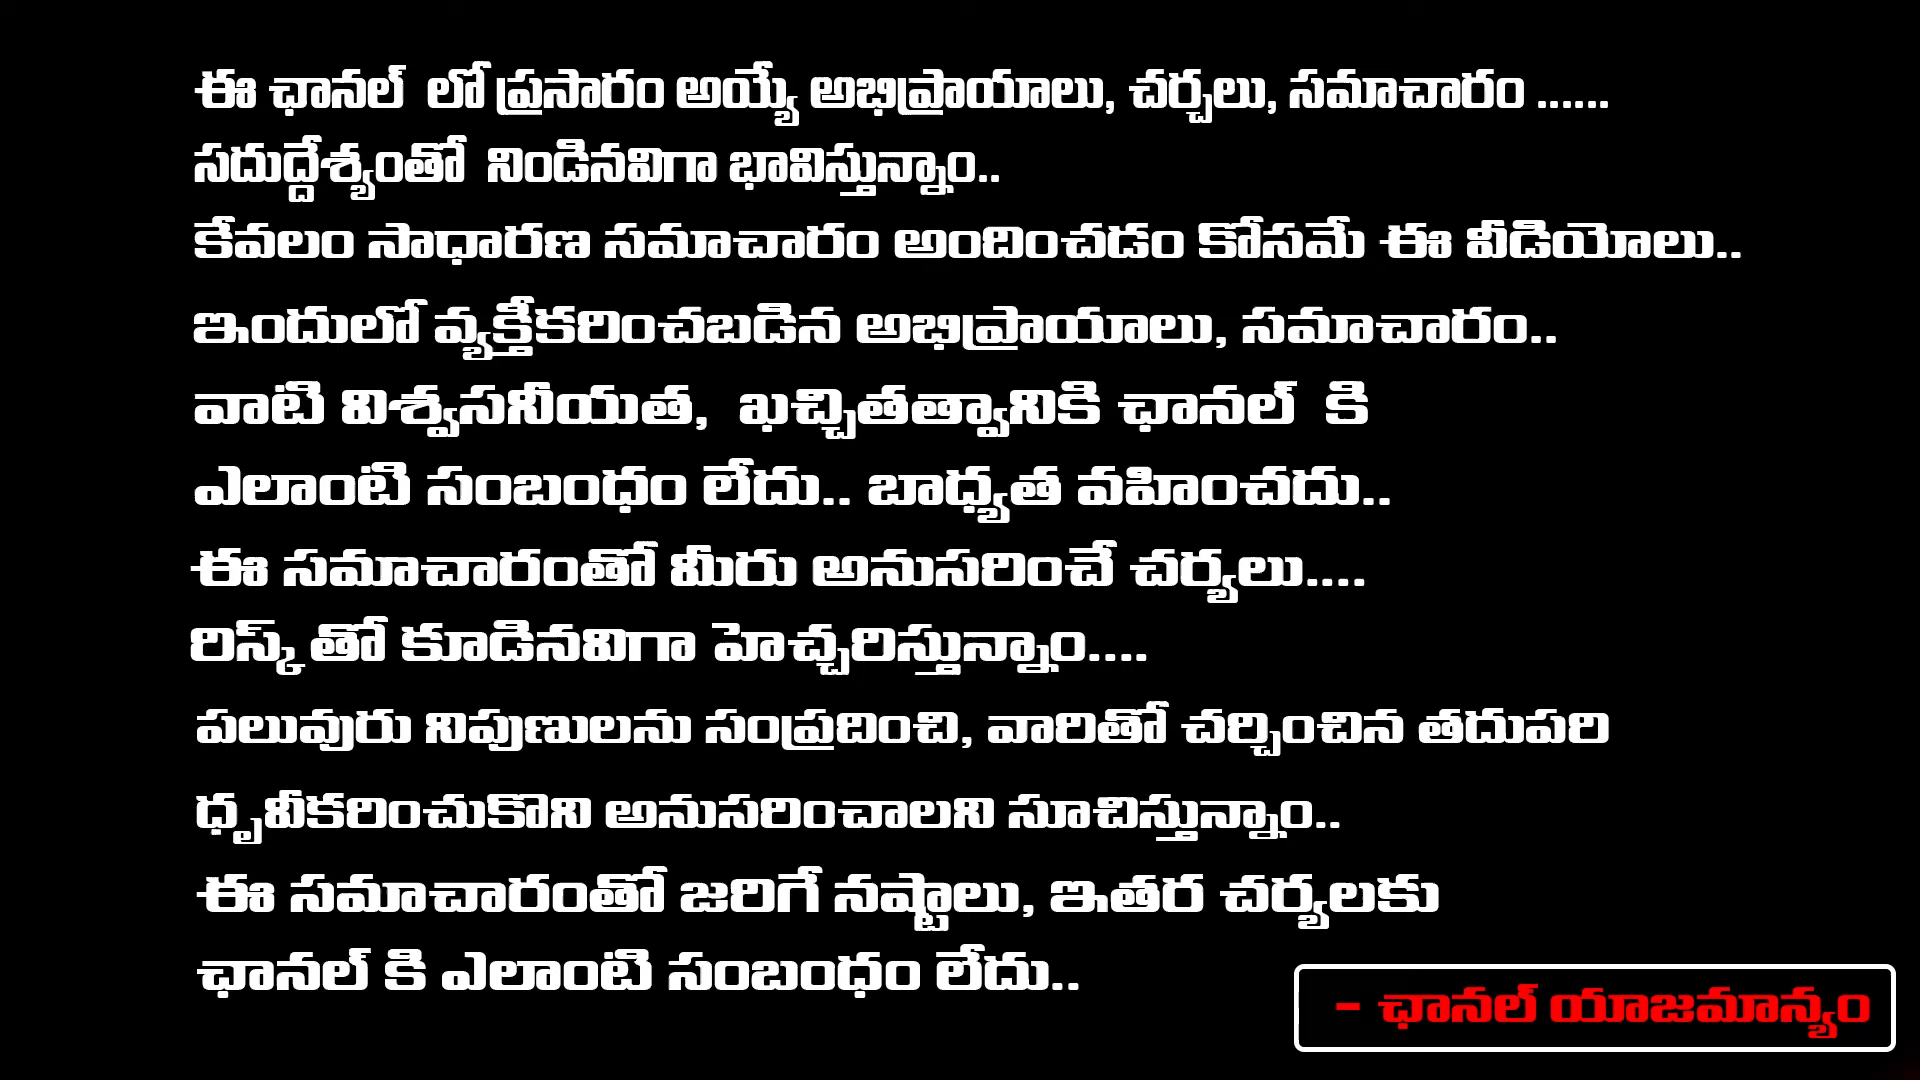 ఈ ఛానల్ లో ప్రసారం అయ్యే అభిప్రాయాలు, చర్చలు, సమాచారం ......
సదుద్దేశ్యంతో నిండినవిగా భావిస్తున్నాం..
కేవలం సాధారణ సమాచారం అందించడం కోసమే ఈ వీడియోలు..
ఇందులో వ్యక్తీకరించబడిన అభిప్రాయాలు, సమాచారం..
వాటి విశ్వసనీయత, ఖచ్చితత్వానికి ఛానల్ కి
ఎలాంటి సంబంధం లేదు.. బాధ్యత వహించదు..
ఈ సమాచారంతో మీరు అనుసరించే చర్యలు....
రిస్క్ తో కూడినవిగా హెచ్చరిస్తున్నాం....
పలువురు నిపుణులను సంప్రదించి, వారితో చర్చించిన తదుపరి
ధృవీకరించుకొని అనుసరించాలని సూచిస్తున్నాం..
ఈ సమాచారంతో జరిగే నష్టాలు, ఇతర చర్యలకు
ఛానల్ కి ఎలాంటి సంబంధం లేదు..
- ఛానల్ యాజమాన్యం